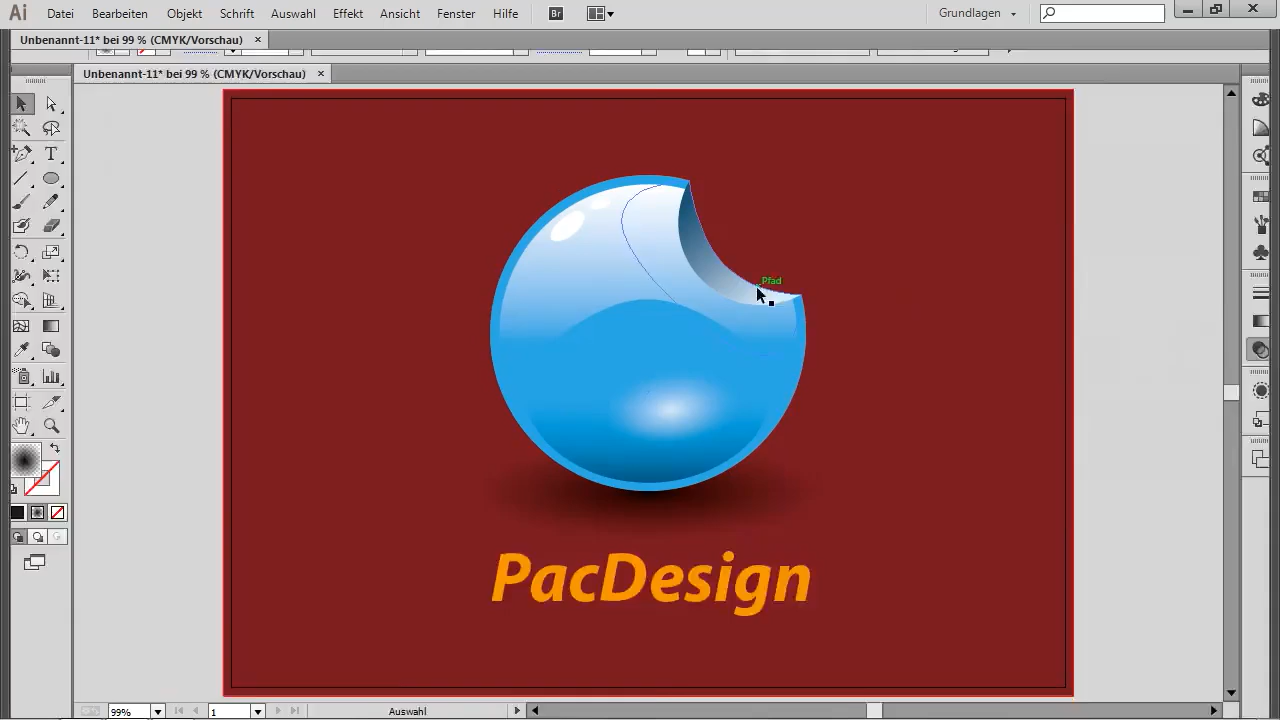 Ai Datei Bearbeiten Objekt Schrift Auswahl Effekt Ansicht Fenster Hilfe Br Grundlagen
Unbenannt-11* bei 99 % (CMYK/Vorschau)
Unbenannt-11* bei 99 % (CMYK/Vorschau)
T
Pfad
PacDesign
99% 1 Auswahl